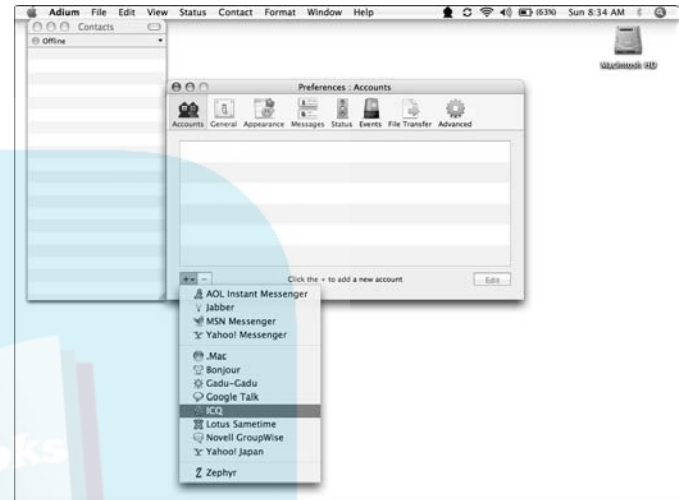 Adium File Edit View Status Contact Format Window Help (63%) Sun 8:34 AM
Contacts
Offline
Macintosh HD
Preferences : Accounts
Accounts General Appearance Messages Status Events File Transfer Advanced
Click the + to add a new account
Edit
AOL Instant Messenger
Jabber
MSN Messenger
Yahoo! Messenger
.Mac
Bonjour
Gadu-Gadu
Google Talk
ICQ
Lotus Sametime
Novell GroupWise
Yahoo! Japan
Zephyr